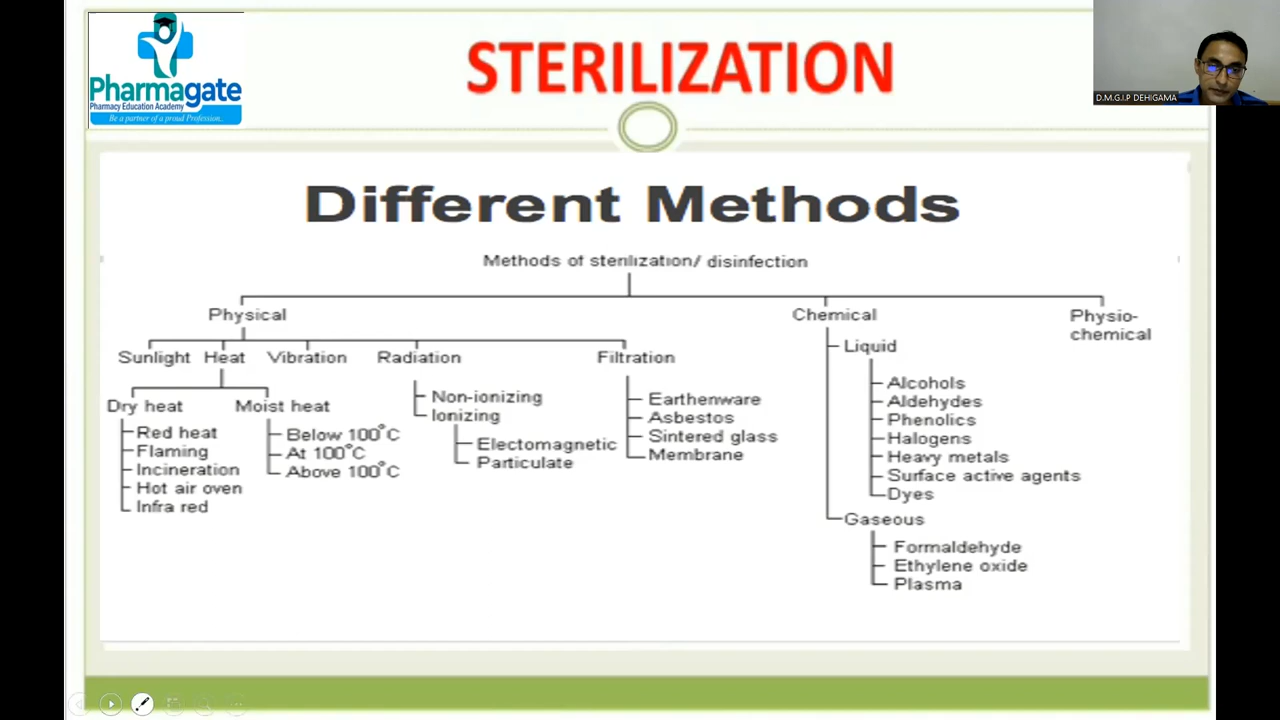 Pharmagate
Pharmacy Education Academy
Be a partner of a proud Profession..
STERILIZATION
D.M.G.I.P DEHIGAMA
Different Methods
Methods of sterilization/ disinfection
Physical
Chemical
Physio-
chemical
Sunlight Heat Vibration Radiation Filtration
Dry heat
Red heat
Flaming
Incineration
Hot air oven
Infra red
Moist heat
Below 100°C
At 100°C
Above 100°C
Non-ionizing
Ionizing
Electomagnetic
Particulate
Earthenware
Asbestos
Sintered glass
Membrane
Liquid
Alcohols
Aldehydes
Phenolics
Halogens
Heavy metals
Surface active agents
Dyes
Gaseous
Formaldehyde
Ethylene oxide
Plasma